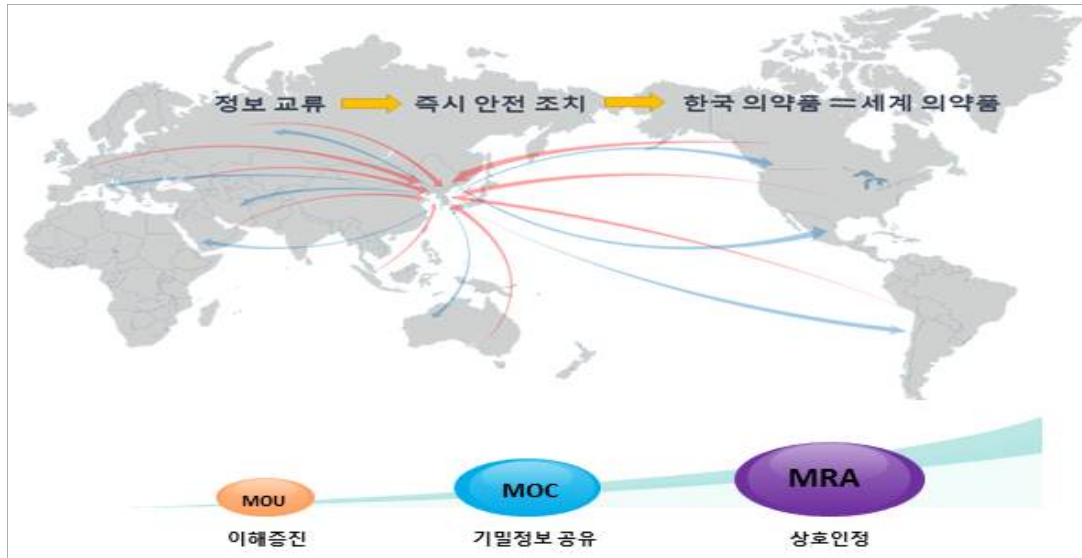 정보 교류 즉시 안전 조치 한국 의약품 = 세계 의약품
MOU MOC MRA
이해증진 기밀정보 공유 상호인정